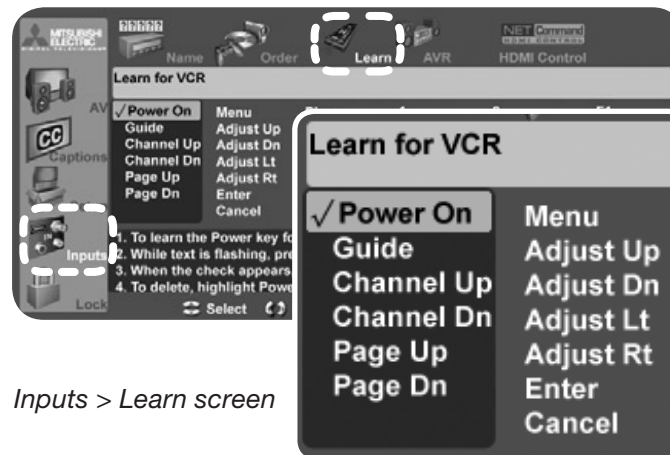 MITSUBISHI
ELECTRIC
DIGITAL TELEVISION
????? 
Name
Order
Learn
AVR
NET Command
HDMI CONTROL
HDMI Control
Learn for VCR
AV
Captions
Inputs
Lock
√ Power On
Guide
Channel Up
Channel Dn
Page Up
Page Dn
Menu
Adjust Up
Adjust Dn
Adjust Lt
Adjust Rt
Enter
Cancel
1. To learn the Power key fo
2. While text is flashing, pre
3. When the check appears
4. To delete, highlight Powe
Select
Learn for VCR
√ Power On
Guide
Channel Up
Channel Dn
Page Up
Page Dn
Menu
Adjust Up
Adjust Dn
Adjust Lt
Adjust Rt
Enter
Cancel
Inputs > Learn screen